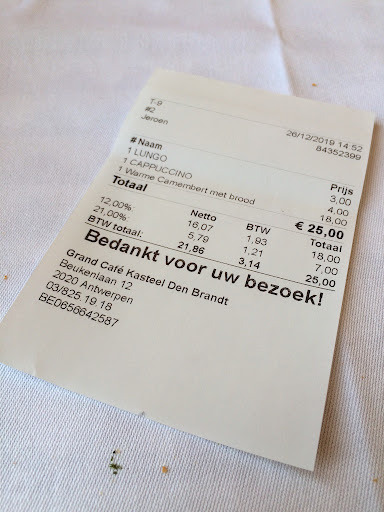 T-9
#2
Jeroen
26/12/2019 14:52
84352399
# Naam Prijs
1 LUNGO 3,00
1 CAPPUCCINO 4,00
1 Warme Camembert met brood 18,00
Totaal € 25,00
Netto BTW Totaal
12,00% 16,07 1,93 18,00
21,00% 5,79 1,21 7,00
BTW totaal: 21,86 3,14 25,00
Bedankt voor uw bezoek!
Grand Café Kasteel Den Brandt
Beukenlaan 12
2020 Antwerpen
03/825.19.18
BE0656642587